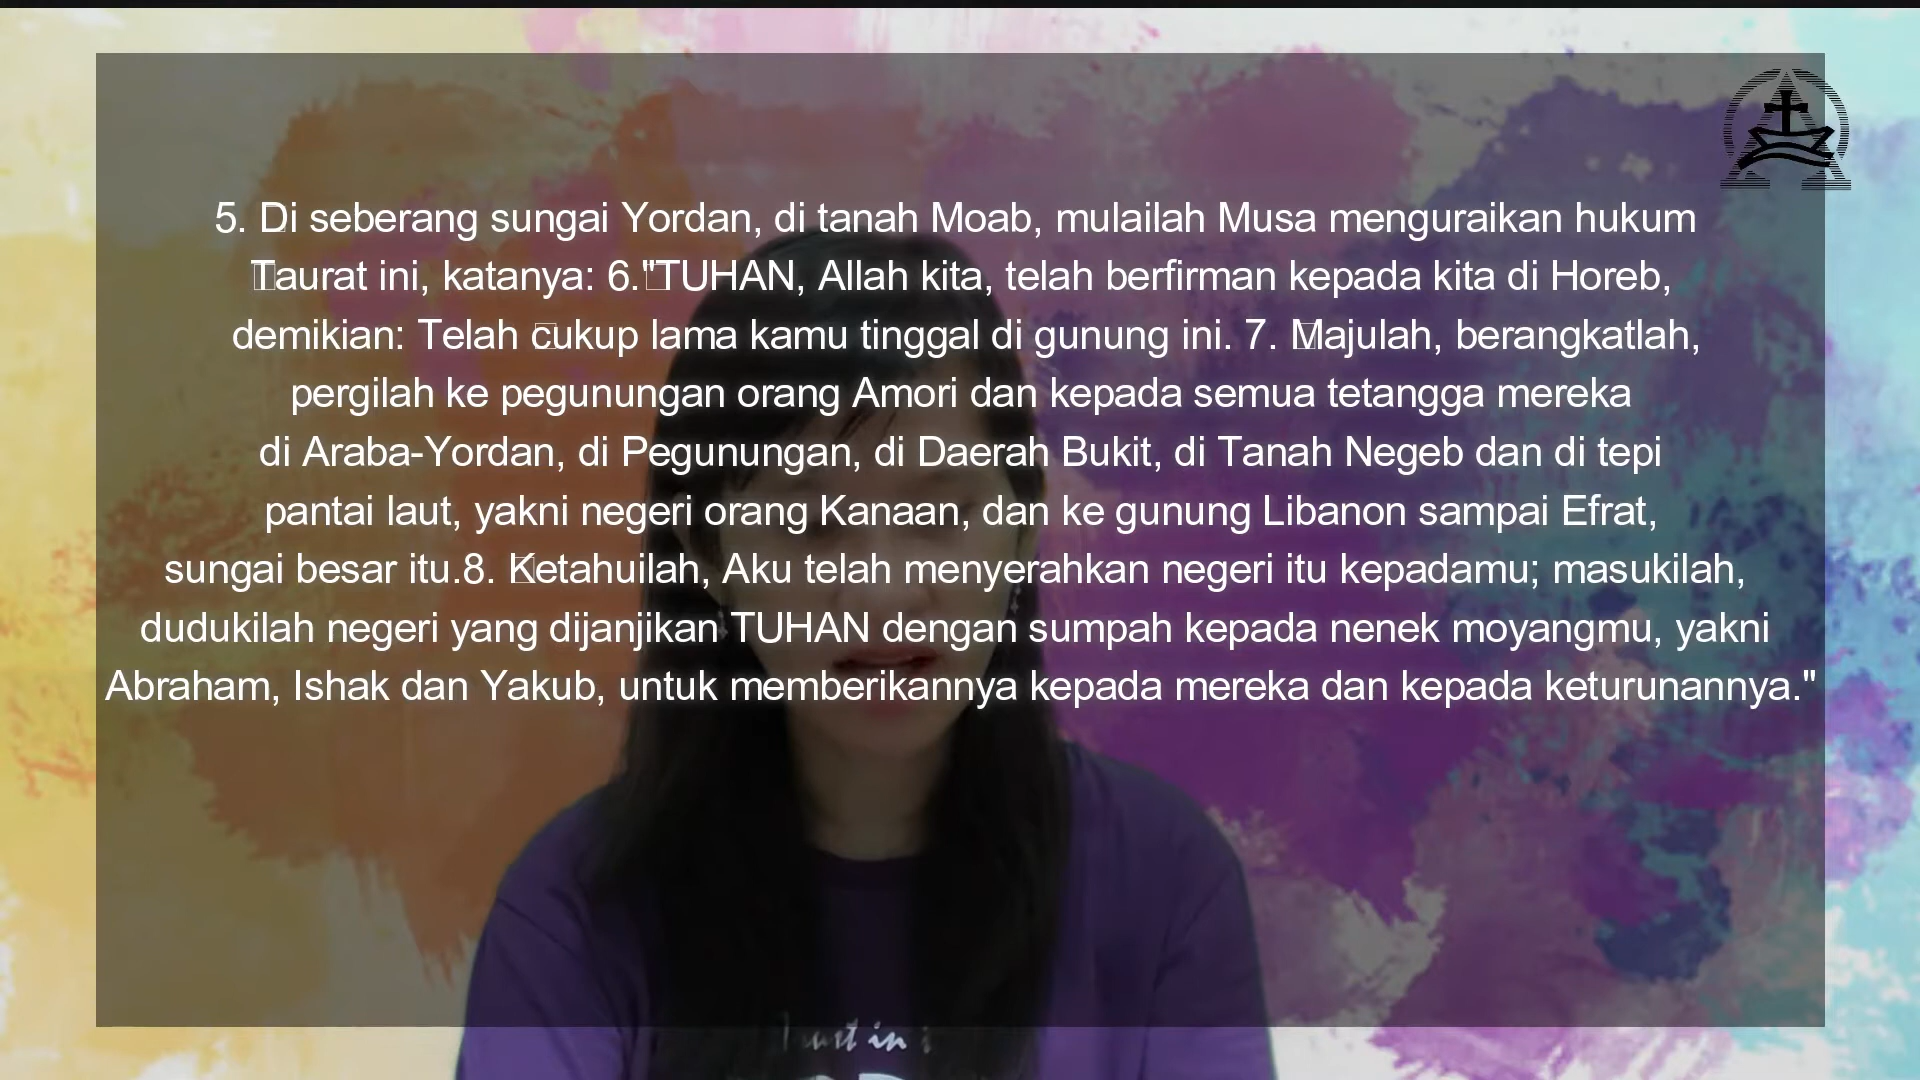 5. Di seberang sungai Yordan, di tanah Moab, mulailah Musa menguraikan hukum
Taurat ini, katanya: 6."TUHAN, Allah kita, telah berfirman kepada kita di Horeb,
demikian: Telah cukup lama kamu tinggal di gunung ini. 7. Majulah, berangkatlah,
pergilah ke pegunungan orang Amori dan kepada semua tetangga mereka
di Araba-Yordan, di Pegunungan, di Daerah Bukit, di Tanah Negeb dan di tepi
pantai laut, yakni negeri orang Kanaan, dan ke gunung Libanon sampai Efrat,
sungai besar itu.8. Ketahuilah, Aku telah menyerahkan negeri itu kepadamu; masukilah,
dudukilah negeri yang dijanjikan TUHAN dengan sumpah kepada nenek moyangmu, yakni
Abraham, Ishak dan Yakub, untuk memberikannya kepada mereka dan kepada keturunannya."
in